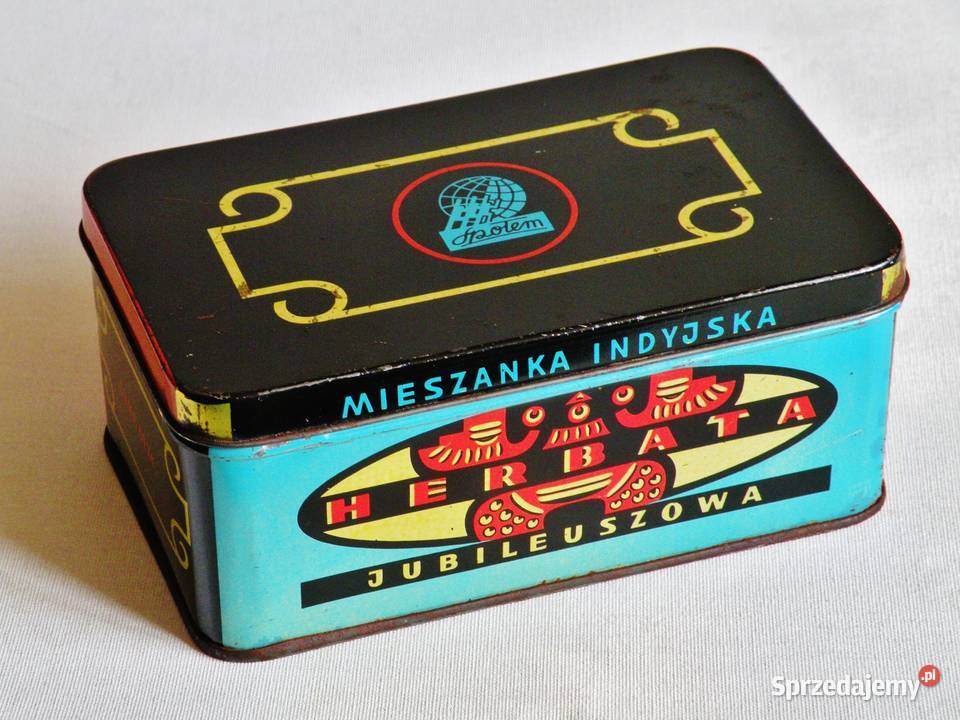 Społem
MIESZANKA INDYJSKA
HERBATA
JUBILEUSZOWA
Sprzedajemy.pl